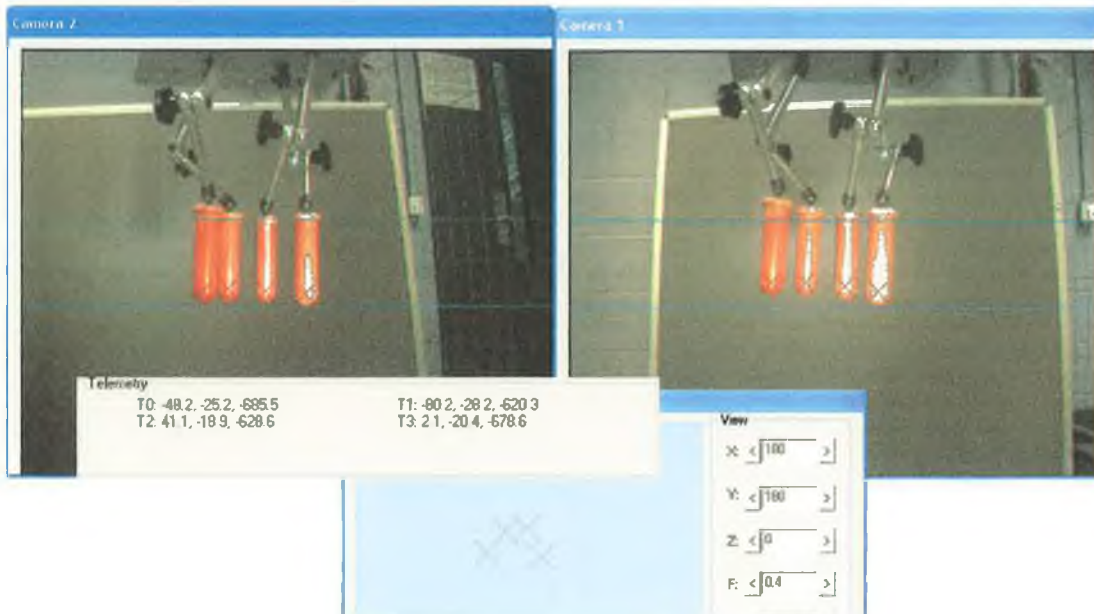 Camera 2
Camera 1
Telemetry
T0: -48.2, -25.2, -685.5
T1: -80 2, -28 2, -620 3
T2: 41.1, -18 9, -628.6
T3: 2 1, -20 4, -678.6
View
X: < 180 >
Y: < 180 >
Z: < 0 >
F: < 0.4 >